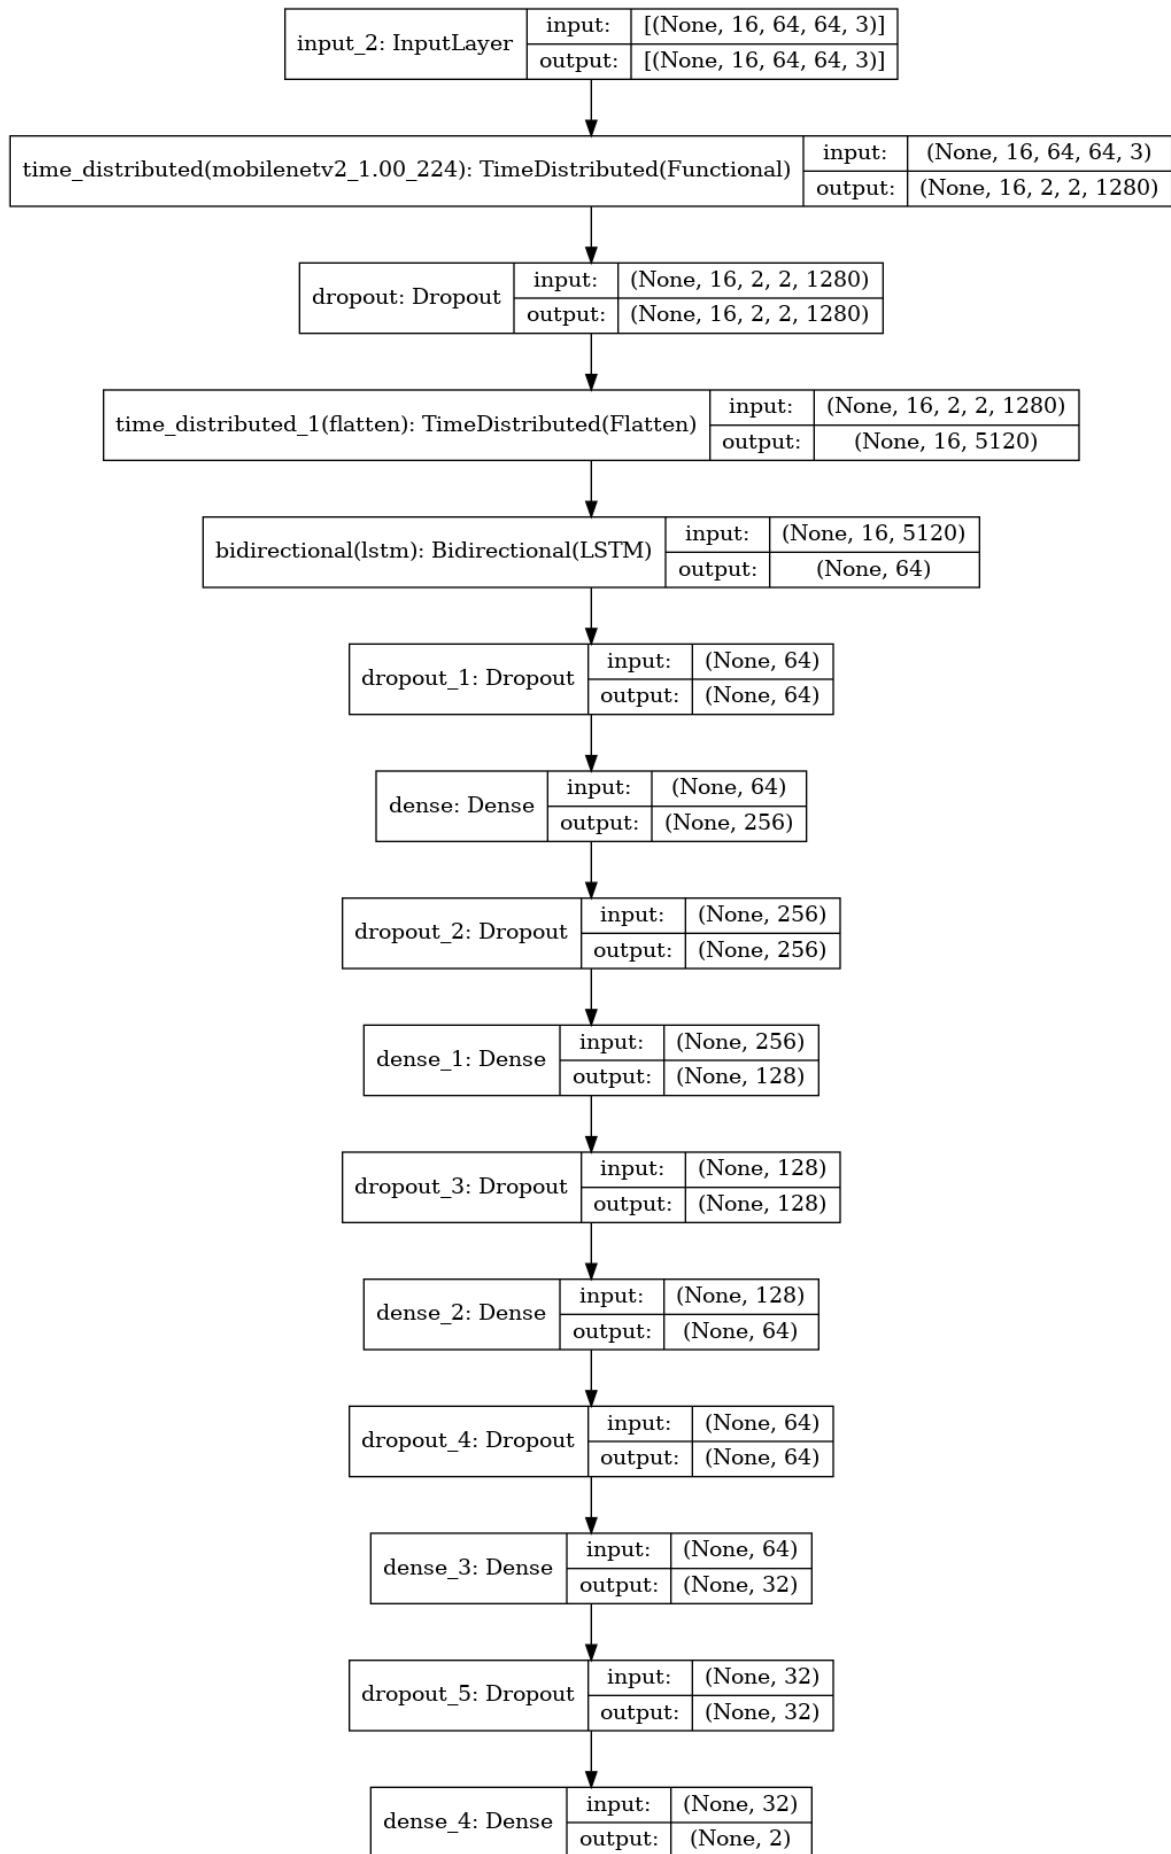 input_2: InputLayer
input: [(None, 16, 64, 64, 3)]
output: [(None, 16, 64, 64, 3)]
time_distributed(mobilenetv2_1.00_224): TimeDistributed(Functional)
input: (None, 16, 64, 64, 3)
output: (None, 16, 2, 2, 1280)
dropout: Dropout
input: (None, 16, 2, 2, 1280)
output: (None, 16, 2, 2, 1280)
time_distributed_1(flatten): TimeDistributed(Flatten)
input: (None, 16, 2, 2, 1280)
output: (None, 16, 5120)
bidirectional(lstm): Bidirectional(LSTM)
input: (None, 16, 5120)
output: (None, 64)
dropout_1: Dropout
input: (None, 64)
output: (None, 64)
dense: Dense
input: (None, 64)
output: (None, 256)
dropout_2: Dropout
input: (None, 256)
output: (None, 256)
dense_1: Dense
input: (None, 256)
output: (None, 128)
dropout_3: Dropout
input: (None, 128)
output: (None, 128)
dense_2: Dense
input: (None, 128)
output: (None, 64)
dropout_4: Dropout
input: (None, 64)
output: (None, 64)
dense_3: Dense
input: (None, 64)
output: (None, 32)
dropout_5: Dropout
input: (None, 32)
output: (None, 32)
dense_4: Dense
input: (None, 32)
output: (None, 2)